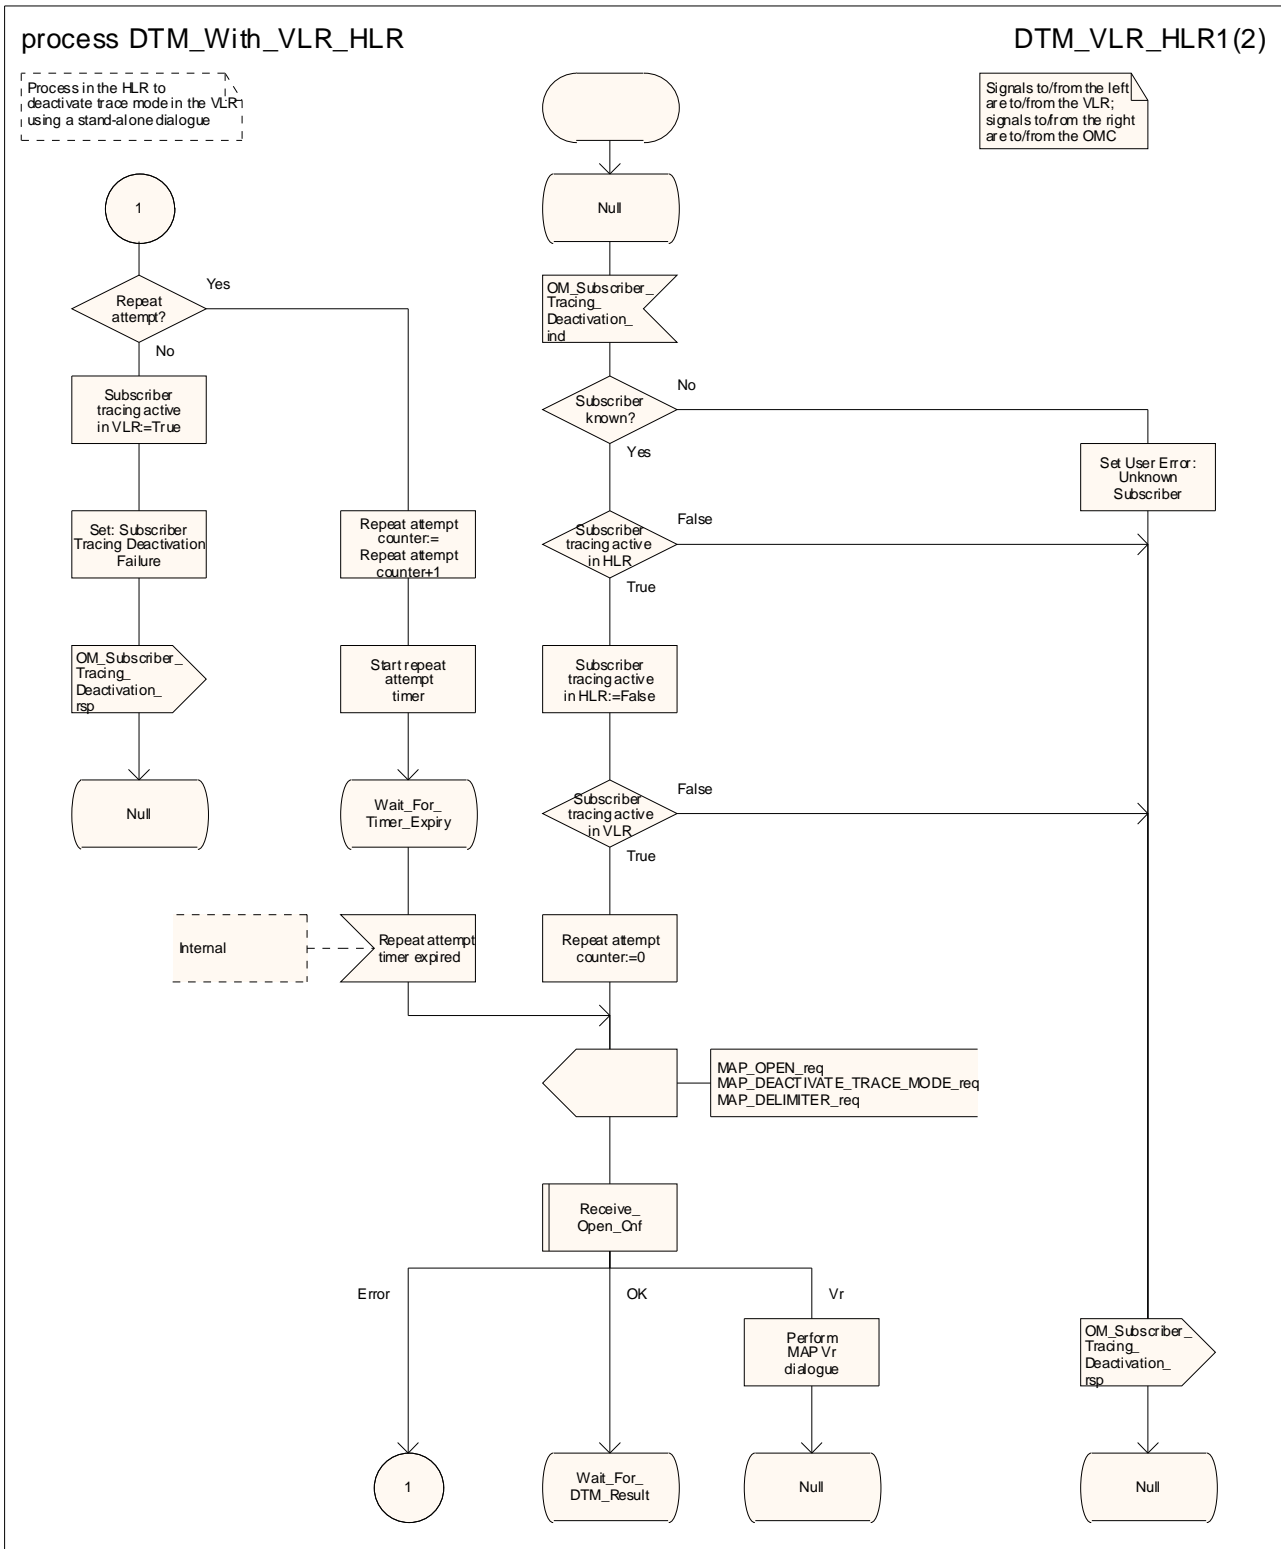 process DTM_With_VLR_HLR
DTM_VLR_HLR1(2)
Process in the HLR to
deactivate trace mode in the VLR
using a stand-alone dialogue
Signals to/from the left
are to/from the VLR;
signals to/from the right
are to/from the OMC
1
Null
OM_Subscriber_
Tracing_
Deactivation_
ind
Repeat
attempt?
Yes
No
Subscriber
known?
No
Yes
Subscriber
tracing active
in VLR:=True
Set User Error:
Unknown
Subscriber
Set: Subscriber
Tracing Deactivation
Failure
Repeat attempt
counter:=
Repeat attempt
counter+1
Subscriber
tracing active
in HLR
False
True
OM_Subscriber_
Tracing_
Deactivation_
rsp
Start repeat
attempt
timer
Subscriber
tracing active
in HLR:=False
Null
Wait_For_
Timer_Expiry
Subscriber
tracing active
in VLR
False
True
Internal
Repeat attempt
timer expired
Repeat attempt
counter:=0
MAP_OPEN_req
MAP_DEACTIVATE_TRACE_MODE_req
MAP_DELIMITER_req
Receive_
Open_Cnf
Error
OK
Vr
Perform
MAP Vr
dialogue
OM_Subscriber_
Tracing_
Deactivation_
rsp
1
Wait_For_
DTM_Result
Null
Null